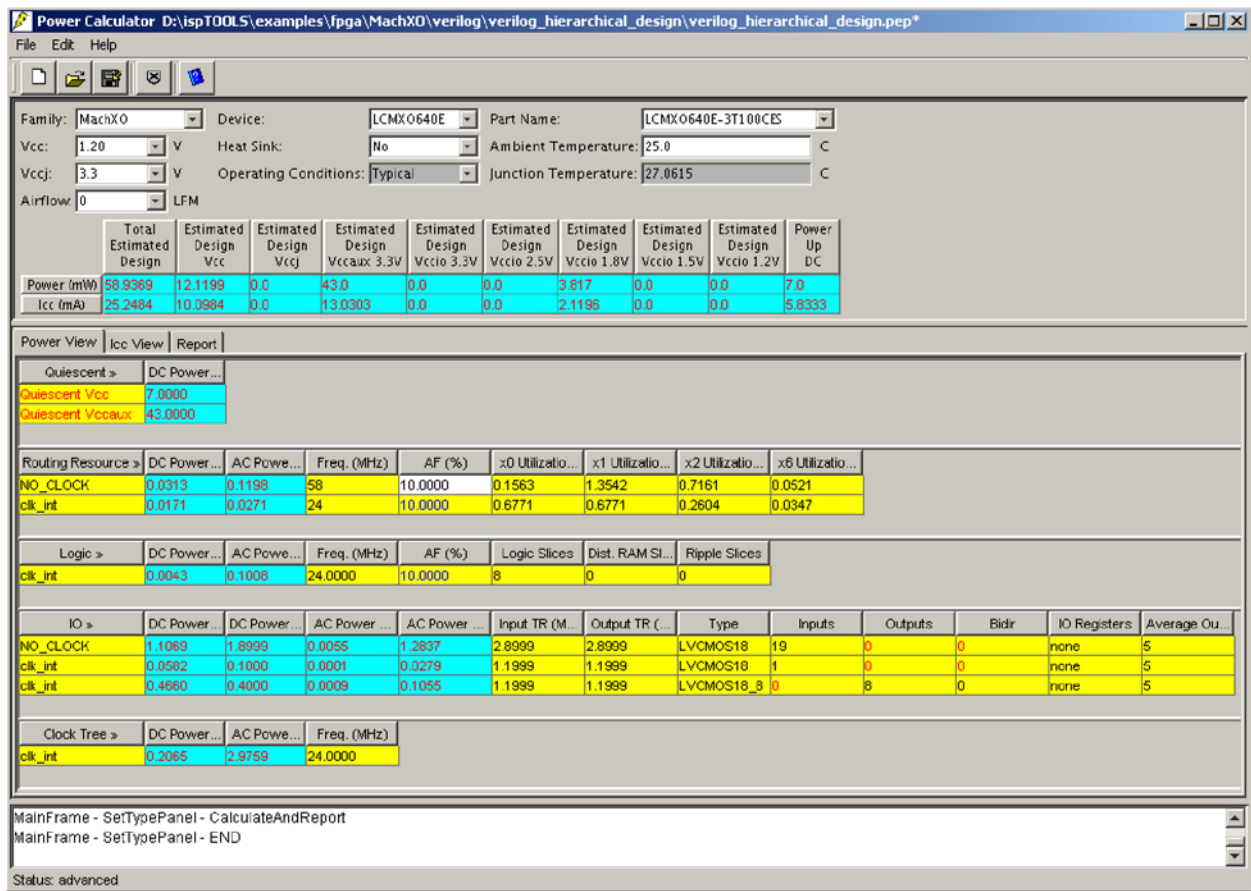 Power Calculator D:\ispTOOLS\examples\fpga\MachXO\verilog\verilog_hierarchical_design\verilog_hierarchical_design.pep*
File Edit Help
Family: MachXO Device: LCMXO640E Part Name: LCMXO640E-3T100CES
Vcc: 1.20 V Heat Sink: No Ambient Temperature: 25.0 C
Vccj: 3.3 V Operating Conditions: Typical Junction Temperature: 27.0615 C
Airflow: 0 LFM
Total Estimated Estimated Estimated Estimated Estimated Estimated Estimated Estimated Power
Estimated Design Design Design Design Design Design Design Design Up
Design Vcc Vccj Vccaux 3.3V Vccio 3.3V Vccio 2.5V Vccio 1.8V Vccio 1.5V Vccio 1.2V DC
Power (mW) 58.9369 12.1199 0.0 43.0 0.0 0.0 3.817 0.0 0.0 7.0
Icc (mA) 25.2484 10.0984 0.0 13.0303 0.0 0.0 2.1196 0.0 0.0 5.8333
Power View Icc View Report
Quiescent » DC Power...
Quiescent Vcc 7.0000
Quiescent Vccaux 43.0000
Routing Resource » DC Power... AC Powe... Freq. (MHz) AF (%) x0 Utilizatio... x1 Utilizatio... x2 Utilizatio... x6 Utilizatio...
NO_CLOCK 0.0313 0.1198 58 10.0000 0.1563 1.3542 0.7161 0.0521
clk_int 0.0171 0.0271 24 10.0000 0.6771 0.6771 0.2604 0.0347
Logic » DC Power... AC Powe... Freq. (MHz) AF (%) Logic Slices Dist. RAM Sl... Ripple Slices
clk_int 0.0043 0.1008 24.0000 10.0000 8 0 0
IO » DC Power... DC Power... AC Power ... AC Power ... Input TR (M... Output TR (... Type Inputs Outputs Bidir IO Registers Average Ou...
NO_CLOCK 1.1069 1.8999 0.0055 1.2837 2.8999 2.8999 LVCMOS18 19 0 0 none 5
clk_int 0.0582 0.1000 0.0001 0.0279 1.1999 1.1999 LVCMOS18 1 0 0 none 5
clk_int 0.4660 0.4000 0.0009 0.1055 1.1999 1.1999 LVCMOS18_8 0 8 0 none 5
Clock Tree » DC Power... AC Powe... Freq. (MHz)
clk_int 0.2065 2.9759 24.0000
MainFrame - SetTypePanel - CalculateAndReport
MainFrame - SetTypePanel - END
Status: advanced